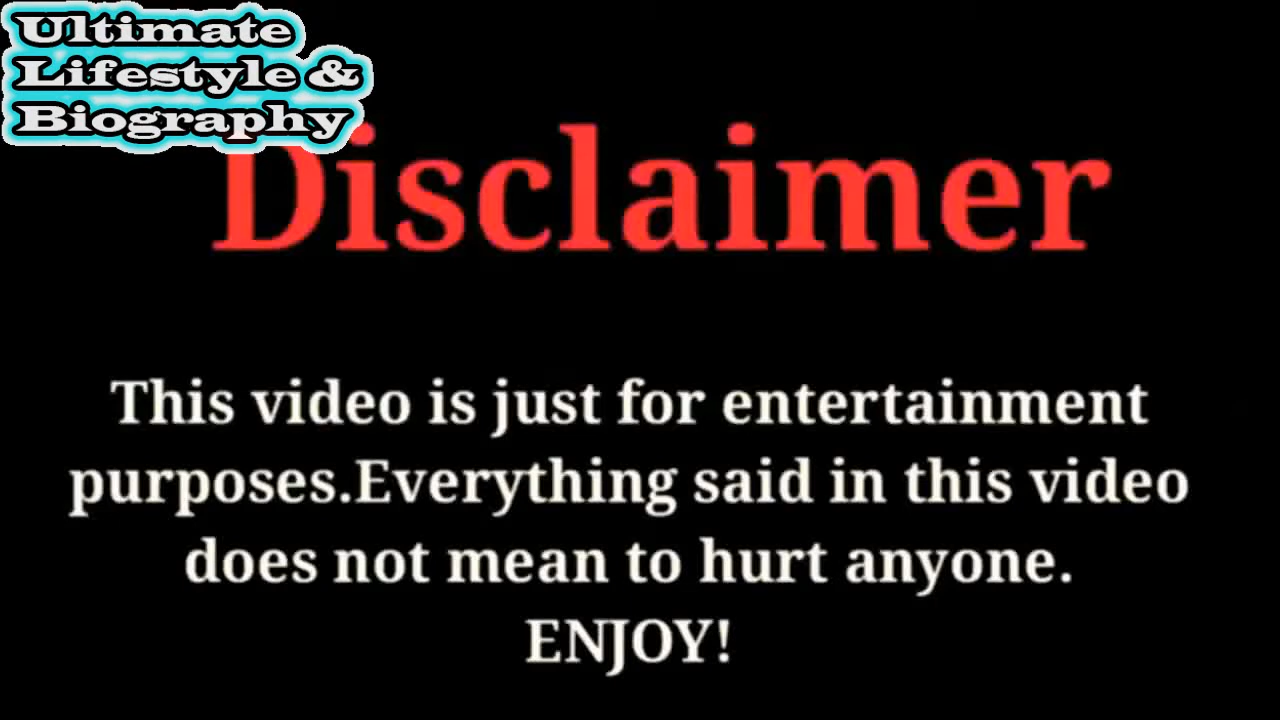 Ultimate
Lifestyle &
Biography
Disclaimer
This video is just for entertainment
purposes.Everything said in this video
does not mean to hurt anyone.
ENJOY!